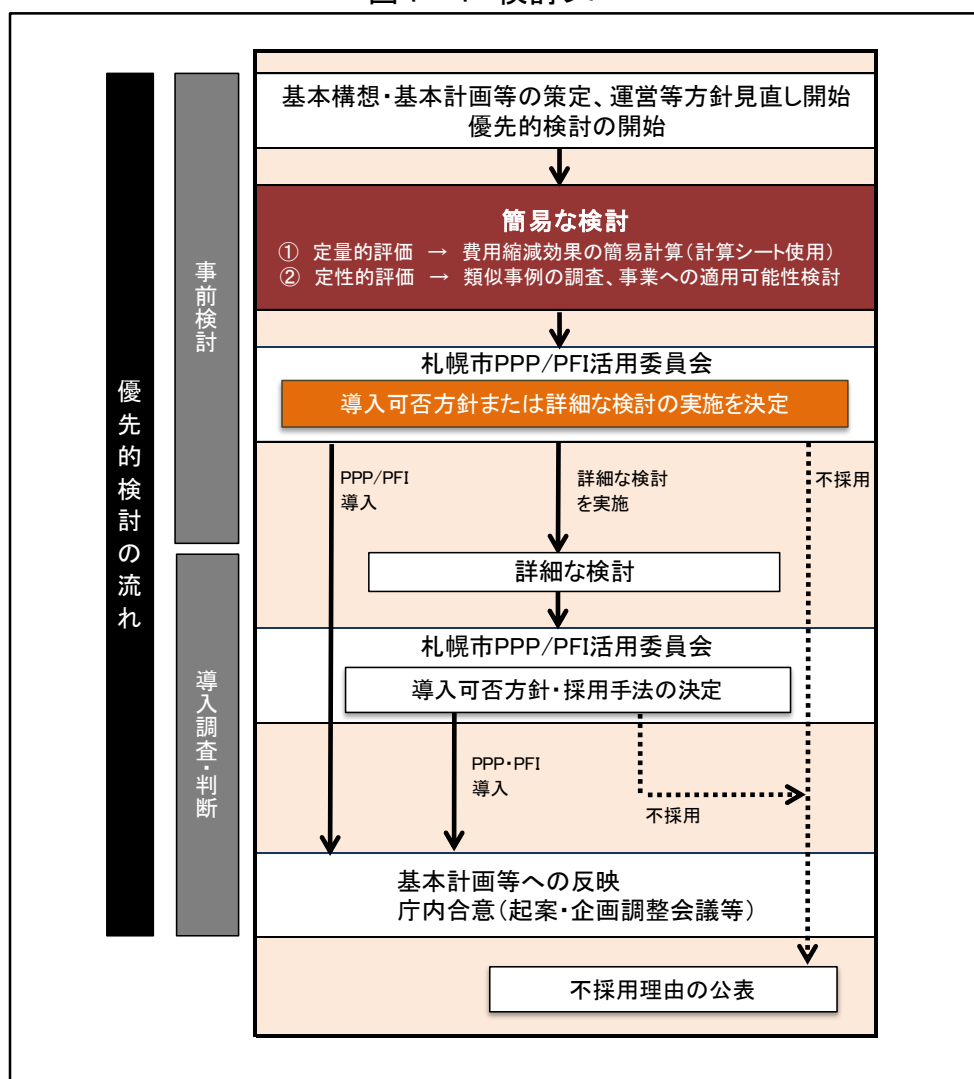 優先的検討の流れ
事前検討
導入調査・判断
基本構想・基本計画等の策定、運営等方針見直し開始
優先的検討の開始
簡易な検討
① 定量的評価 → 費用縮減効果の簡易計算(計算シート使用)
② 定性的評価 → 類似事例の調査、事業への適用可能性検討
札幌市PPP/PFI活用委員会
導入可否方針または詳細な検討の実施を決定
PPP/PFI
導入
詳細な検討
を実施
不採用
詳細な検討
札幌市PPP/PFI活用委員会
導入可否方針・採用手法の決定
PPP・PFI
導入
不採用
基本計画等への反映
庁内合意(起案・企画調整会議等)
不採用理由の公表